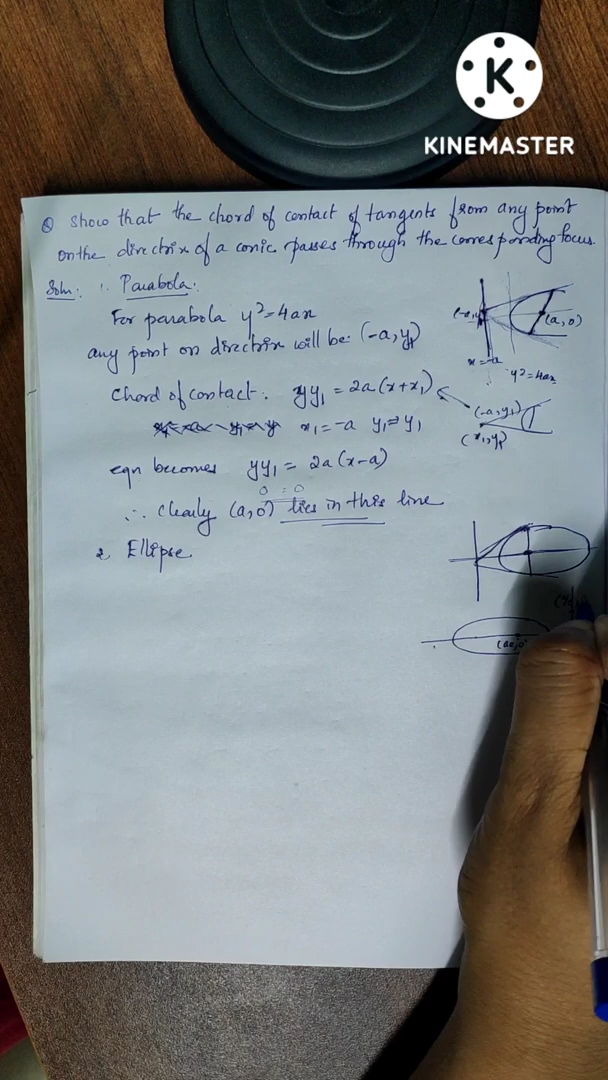 K
KINEMASTER
Q Show that the chord of contact of tangents from any point
on the directrix of a conic passes through the corresponding focus.
Soln: 1. Parabola.
For parabola y²=4ax
any point on directrix will be: (-a, y₁)
Chord of contact: yy₁ = 2a(x+x₁)
x₁=-a y₁=y₁
eqn becomes yy₁ = 2a(x-a)
0 = 0
∴ clearly (a,0) lies in this line
2. Ellipse.
(-a,y₁)
(a,0)
x=-a
y²=4ax
(-a,y₁)
(x₁,y₁)
(ae,0)